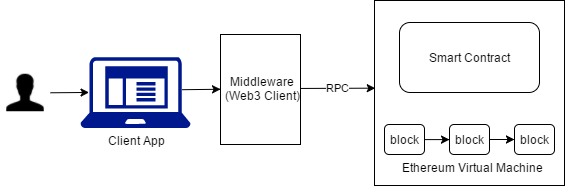 Client App
Middleware
(Web3 Client)
RPC
Smart Contract
block
block
block
Ethereum Virtual Machine